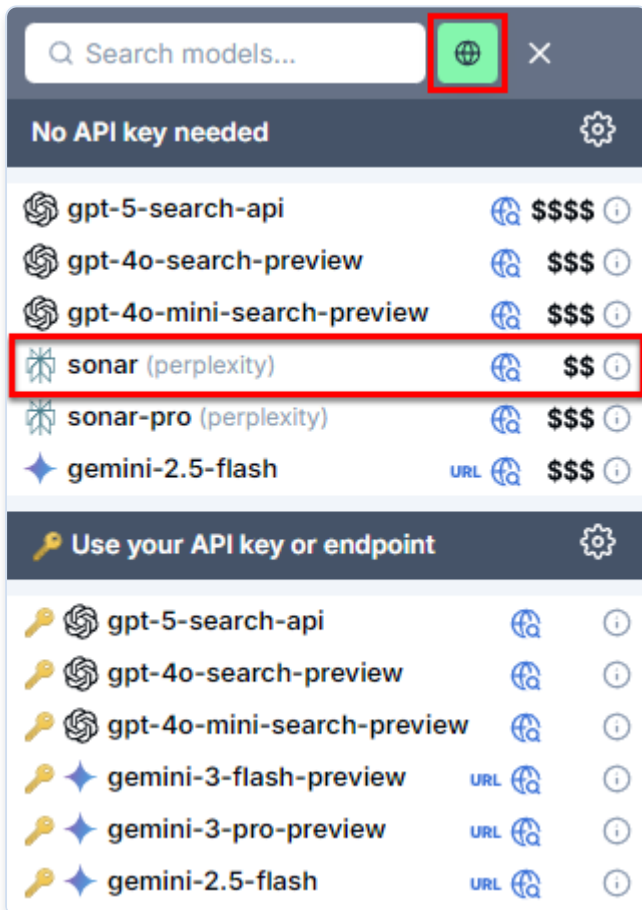 Search models...
No API key needed
gpt-5-search-api $$$$
gpt-4o-search-preview $$$
gpt-4o-mini-search-preview $$$
sonar (perplexity) $$
sonar-pro (perplexity) $$$
gemini-2.5-flash URL $$$
Use your API key or endpoint
gpt-5-search-api
gpt-4o-search-preview
gpt-4o-mini-search-preview
gemini-3-flash-preview URL
gemini-3-pro-preview URL
gemini-2.5-flash URL